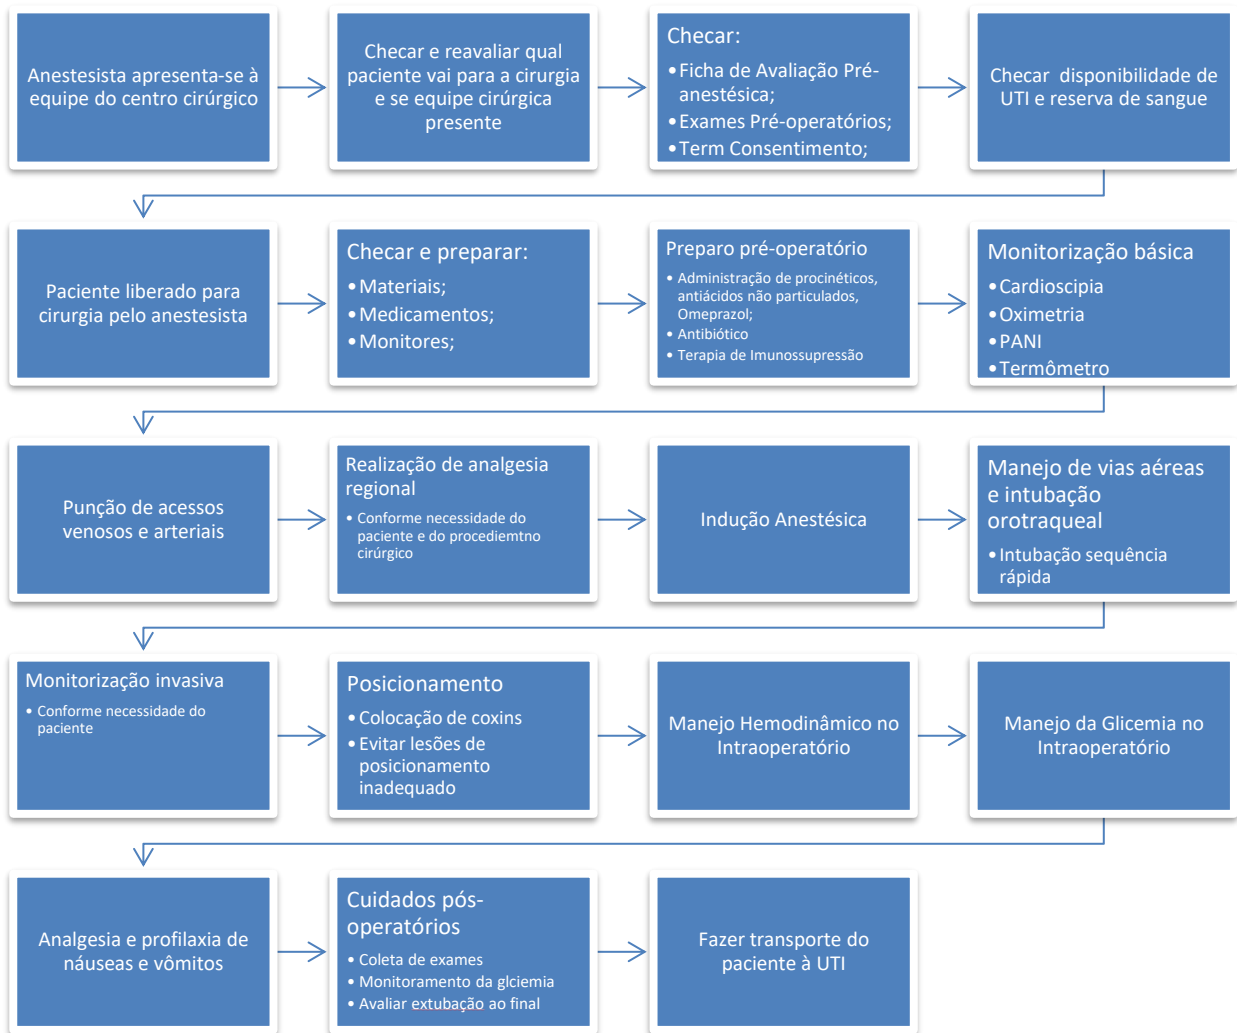 Anestesista apresenta-se à
equipe do centro cirúrgico
Checar e reavaliar qual
paciente vai para a cirurgia
e se equipe cirúrgica
presente
Checar:
• Ficha de Avaliação Pré-
anestésica;
• Exames Pré-operatórios;
• Term Consentimento;
Checar disponibilidade de
UTI e reserva de sangue
Paciente liberado para
cirurgia pelo anestesista
Checar e preparar:
• Materiais;
• Medicamentos;
• Monitores;
Preparo pré-operatório
• Administração de procinéticos,
antiácidos não particulados,
Omeprazol;
• Antibiótico
• Terapia de Imunossupressão
Monitorização básica
• Cardioscipia
• Oximetria
• PANI
• Termômetro
Punção de acessos
venosos e arteriais
Realização de analgesia
regional
• Conforme necessidade do
paciente e do procediemtno
cirúrgico
Indução Anestésica
Manejo de vias aéreas
e intubação
orotraqueal
• Intubação sequência
rápida
Monitorização invasiva
• Conforme necessidade do
paciente
Posicionamento
• Colocação de coxins
• Evitar lesões de
posicionamento
inadequado
Manejo Hemodinâmico no
Intraoperatório
Manejo da Glicemia no
Intraoperatório
Analgesia e profilaxia de
náuseas e vômitos
Cuidados pós-
operatórios
• Coleta de exames
• Monitoramento da glciemia
• Avaliar extubação ao final
Fazer transporte do
paciente à UTI